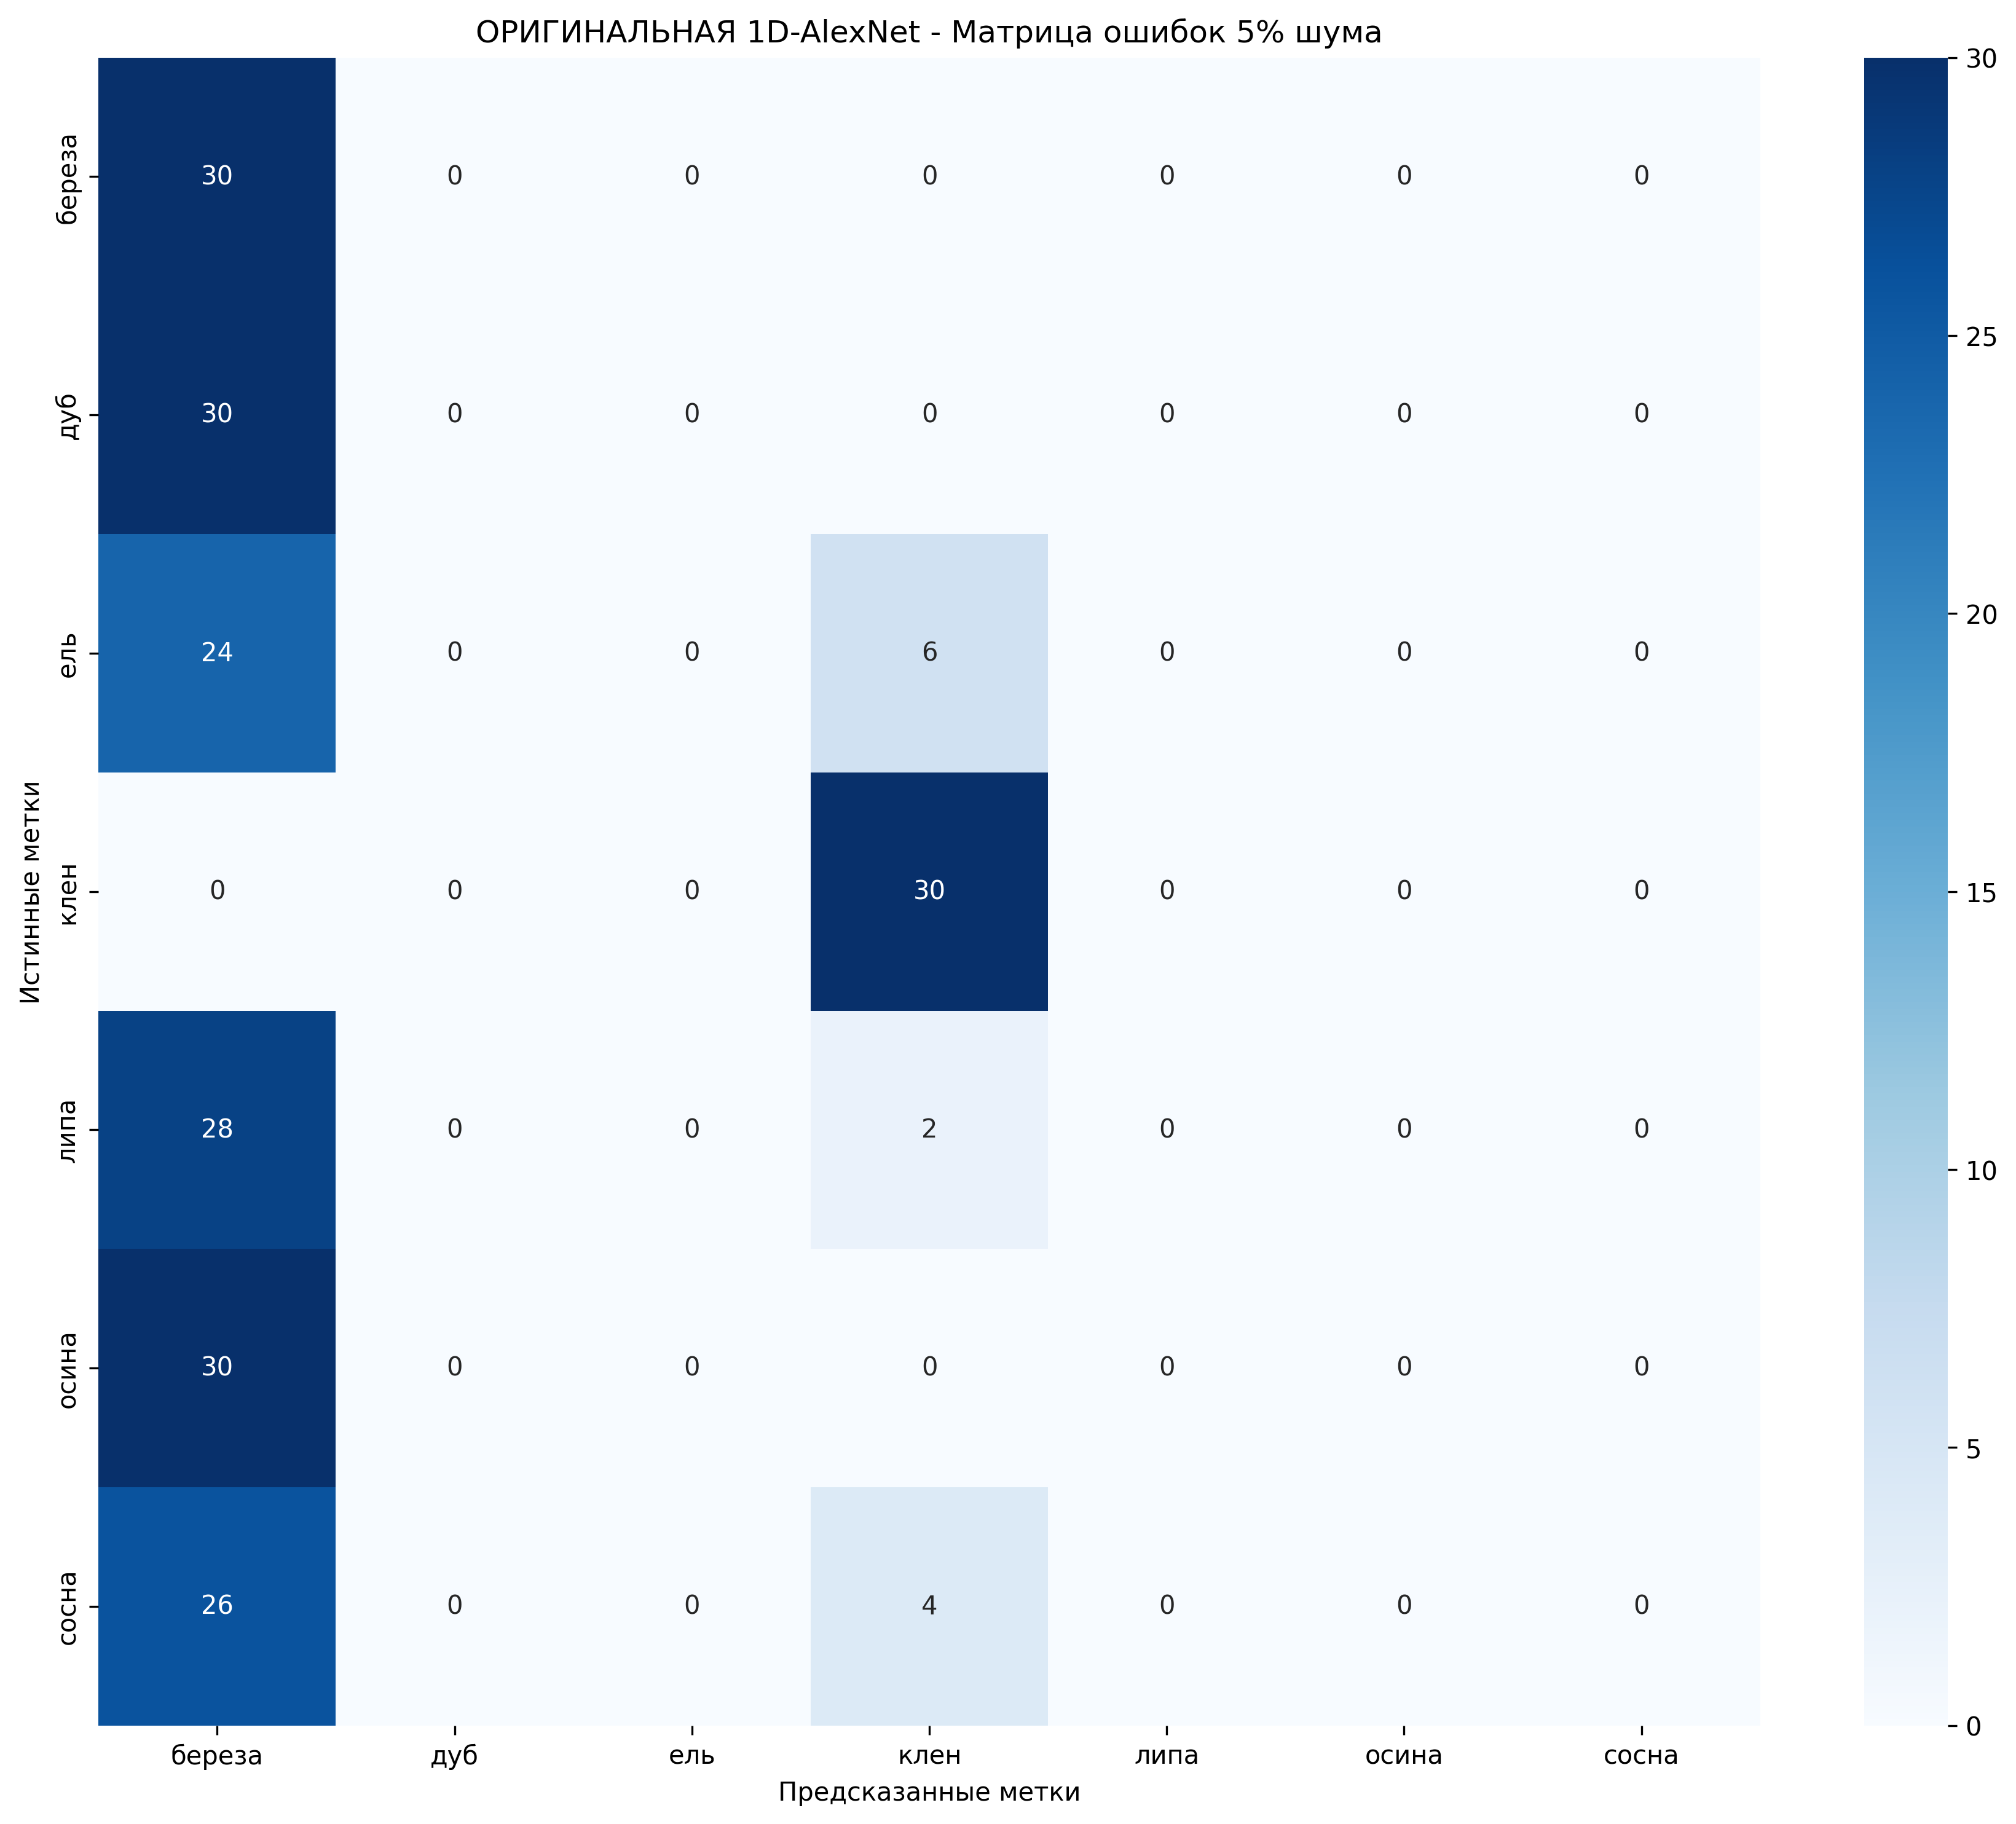 ОРИГИНАЛЬНАЯ 1D-AlexNet - Матрица ошибок 5% шума
Истинные метки
береза 30 0 0 0 0 0 0
дуб 30 0 0 0 0 0 0
ель 24 0 0 6 0 0 0
клен 0 0 0 30 0 0 0
липа 28 0 0 2 0 0 0
осина 30 0 0 0 0 0 0
сосна 26 0 0 4 0 0 0
береза дуб ель клен липа осина сосна
Предсказанные метки
30
25
20
15
10
5
0